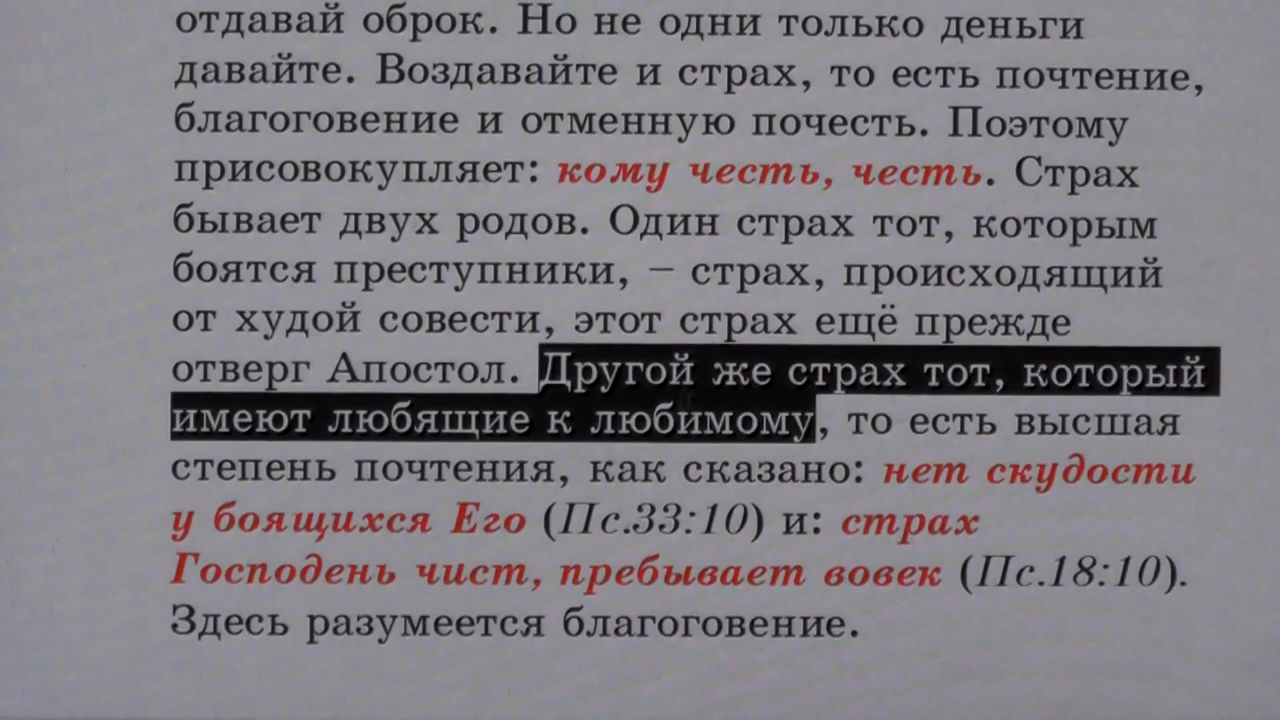 отдавай оброк. Но не одни только деньги
давайте. Воздавайте и страх, то есть почтение,
благоговение и отменную почесть. Поэтому
присовокупляет: кому честь, честь. Страх
бывает двух родов. Один страх тот, которым
боятся преступники, – страх, происходящий
от худой совести, этот страх ещё прежде
отверг Апостол. Другой же страх тот, который
имеют любящие к любимому, то есть высшая
степень почтения, как сказано: нет скудости
у боящихся Его (Пс.33:10) и: страх
Господень чист, пребывает вовек (Пс.18:10).
Здесь разумеется благоговение.